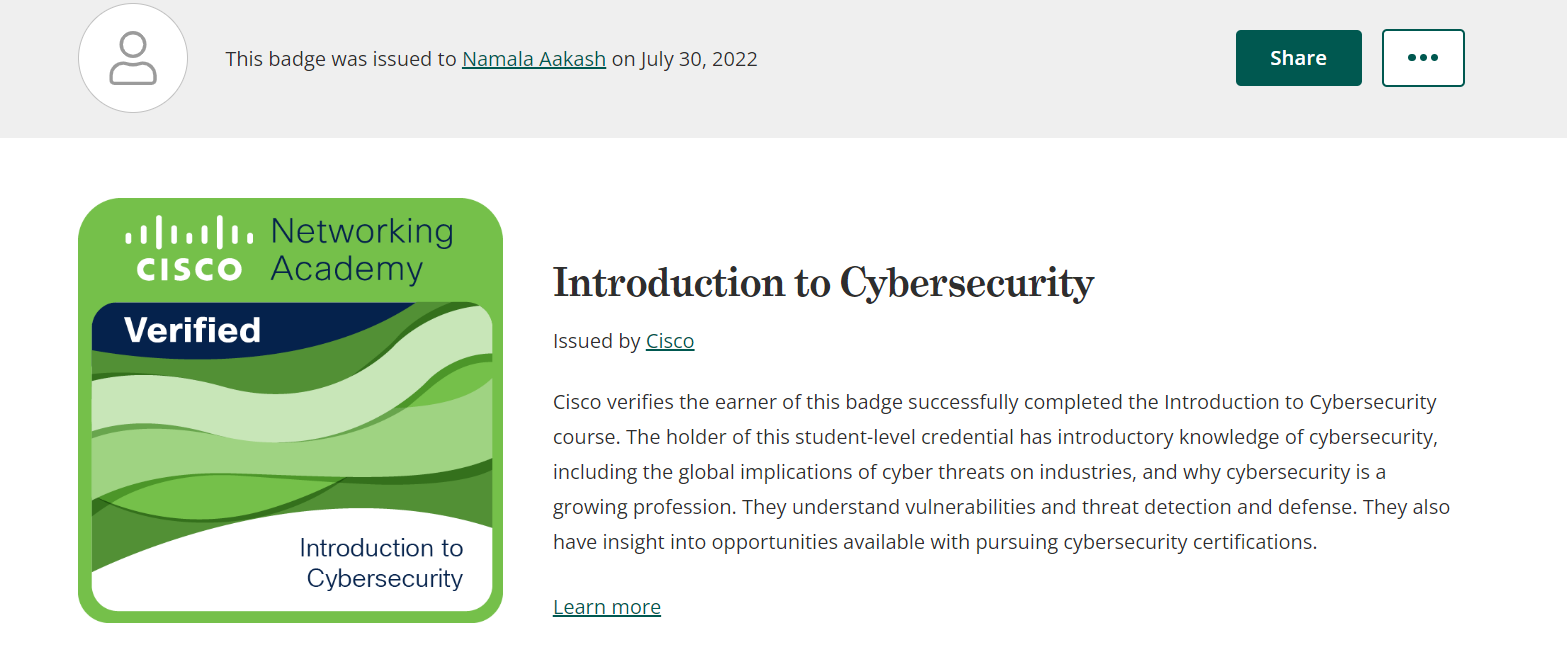 This badge was issued to Namala Aakash on July 30, 2022
Share
CISCO
Networking
Academy
Verified
Introduction to
Cybersecurity
Introduction to Cybersecurity
Issued by Cisco
Cisco verifies the earner of this badge successfully completed the Introduction to Cybersecurity
course. The holder of this student-level credential has introductory knowledge of cybersecurity,
including the global implications of cyber threats on industries, and why cybersecurity is a
growing profession. They understand vulnerabilities and threat detection and defense. They also
have insight into opportunities available with pursuing cybersecurity certifications.
Learn more